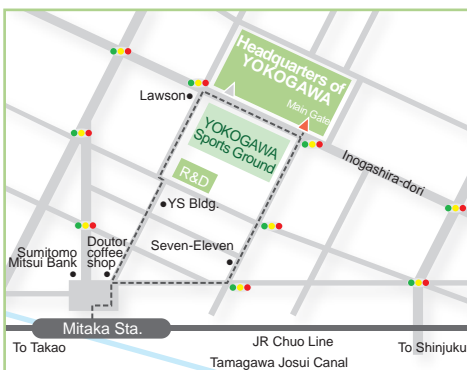 Headquarters of
YOKOGAWA
Main Gate
Lawson
YOKOGAWA
Sports Ground
Inogashira-dori
R&D
YS Bldg.
Sumitomo
Mitsui Bank
Doutor
coffee
shop
Seven-Eleven
Mitaka Sta.
JR Chuo Line
To Takao
To Shinjuku
Tamagawa Josui Canal